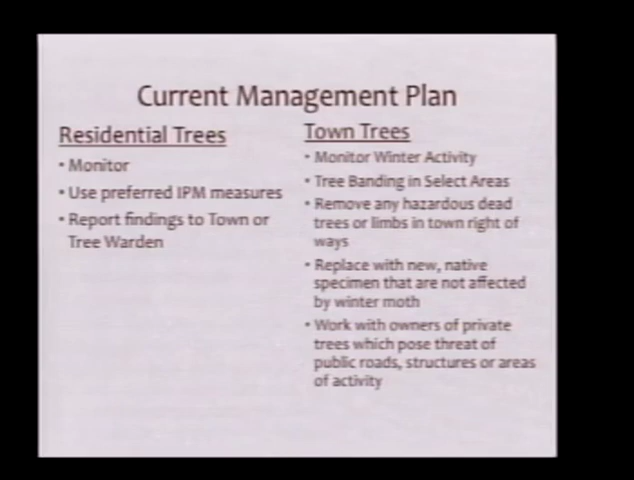 Current Management Plan
Residential Trees
• Monitor
• Use preferred IPM measures
• Report findings to Town or
Tree Warden
Town Trees
• Monitor Winter Activity
• Tree Banding in Select Areas
• Remove any hazardous dead
trees or limbs in town right of
ways
• Replace with new, native
specimen that are not affected
by winter moth
• Work with owners of private
trees which pose threat of
public roads, structures or areas
of activity